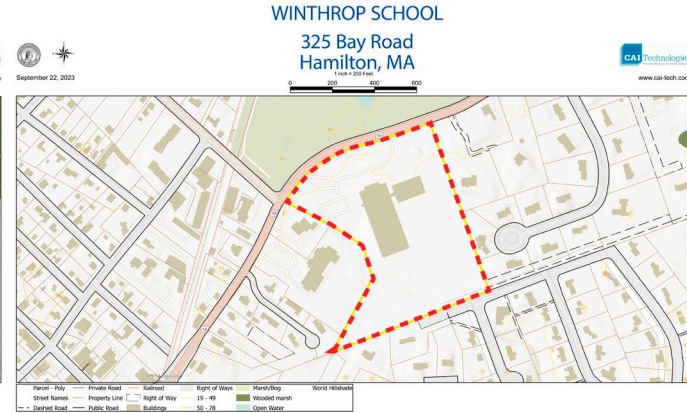 WINTHROP SCHOOL
325 Bay Road
Hamilton, MA
September 22, 2023
1 inch = 200 Feet
0 200 400 600
CAI Technologies
www.cai-tech.com
Parcel - Poly Private Road Railroad Right of Ways Marsh/Bog World Hillshade
Street Names Property Line Right of Way 19 - 49 Wooded marsh
Dashed Road Public Road Buildings 50 - 78 Open Water